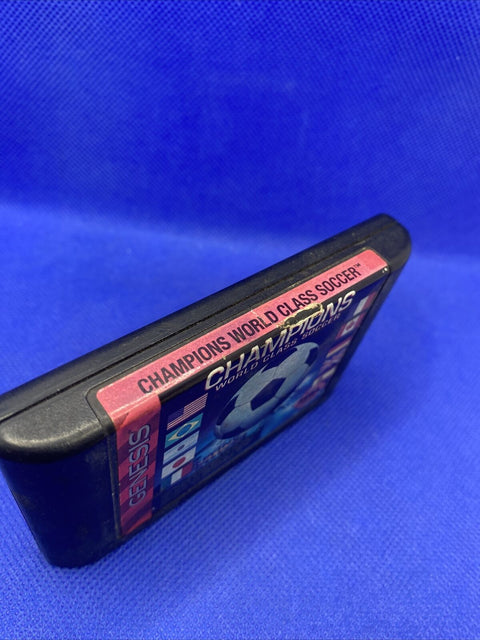 CHAMPIONS WORLD CLASS SOCCER™
CHAMPIONS
WORLD CLASS SOCCER
GENESIS